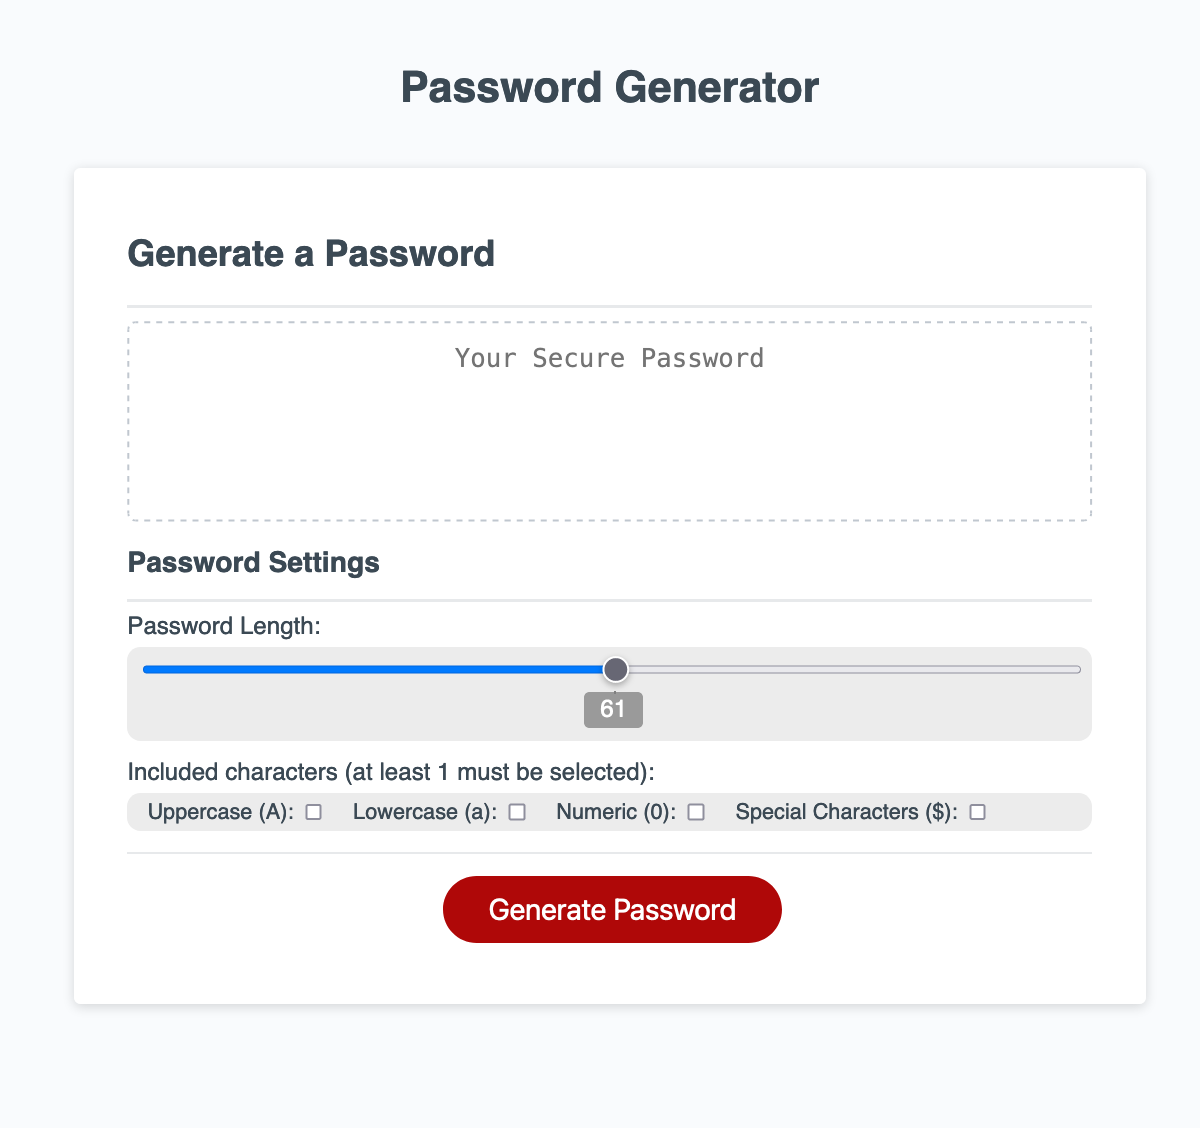 Password Generator
Generate a Password
Your Secure Password
Password Settings
Password Length:
61
Included characters (at least 1 must be selected):
Uppercase (A): Lowercase (a): Numeric (0): Special Characters ($):
Generate Password